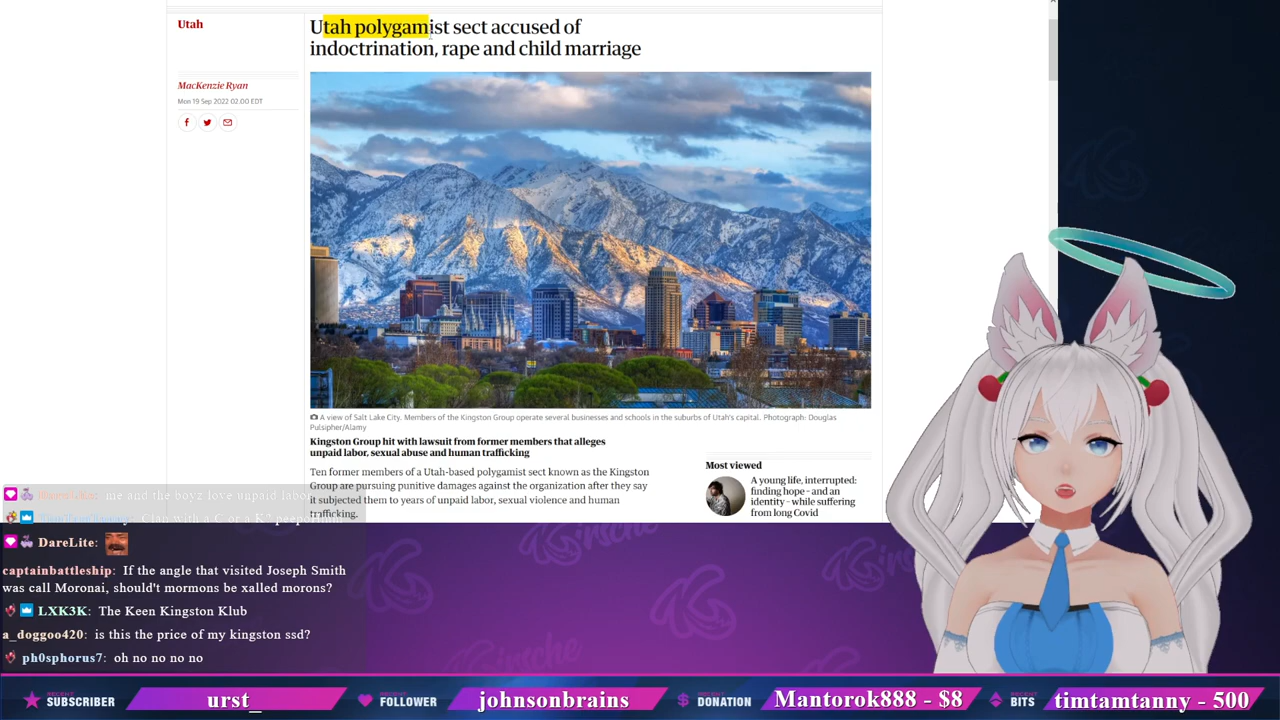 Utah
Utah polygamist sect accused of
indoctrination, rape and child marriage
MacKenzie Ryan
Mon 19 Sep 2022 02.00 EDT
A view of Salt Lake City. Members of the Kingston Group operate several businesses and schools in the suburbs of Utah's capital. Photograph: Douglas
Pulsipher/Alamy
Kingston Group hit with lawsuit from former members that alleges
unpaid labor, sexual abuse and human trafficking
Ten former members of a Utah-based polygamist sect known as the Kingston
Group are pursuing punitive damages against the organization after they say
it subjected them to years of unpaid labor, sexual violence and human
trafficking.
Most viewed
A young life, interrupted:
finding hope – and an
identity – while suffering
from long Covid
me and the boyz love unpaid labor
Clan with a C or a K?
DareLite:
captainbattleship: If the angle that visited Joseph Smith
was call Moronai, should't mormons be xalled morons?
LXK3K: The Keen Kingston Klub
a_doggoo420: is this the price of my kingston ssd?
ph0sphorus7: oh no no no no
Kirsche
RECENT SUBSCRIBER urst_ RECENT FOLLOWER johnsonbrains RECENT DONATION Mantorok888 - $8 RECENT BITS timtamtanny - 500